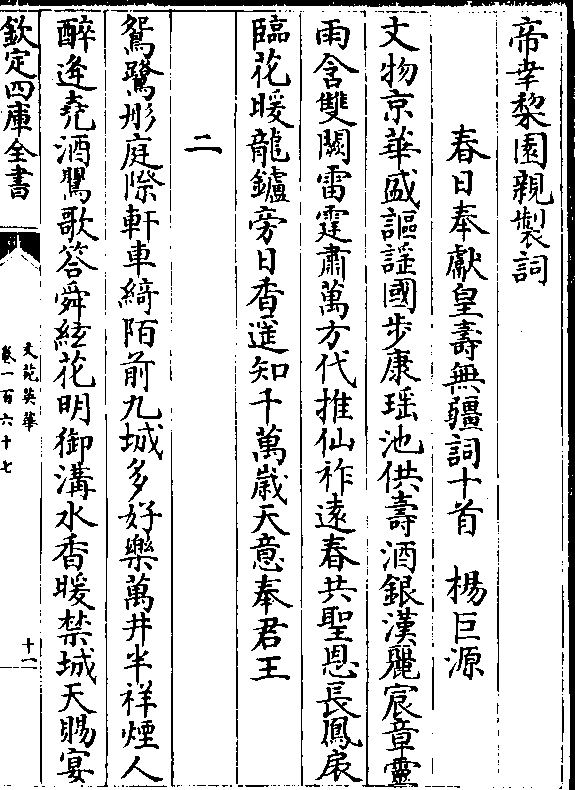 帝幸棃園親製詞
春日奉獻皇壽無疆詞十首　楊巨源
文物京華盛謳謡國步康瑶池供壽酒銀漢麗宸章靈
雨含雙闕雷霆肅萬方代推仙祚遠春共聖恩長鳳扆
臨花暖龍鑪旁日香遥知千萬歲天意奉君王
二
鴛鷺彤庭際軒車綺陌前九城多好樂萬井半祥煙人
醉逢堯酒鶯歌答舜絃花明御溝水香暖禁城天賜宴
欽定四庫全書
文苑英華
卷一百六十七
十一